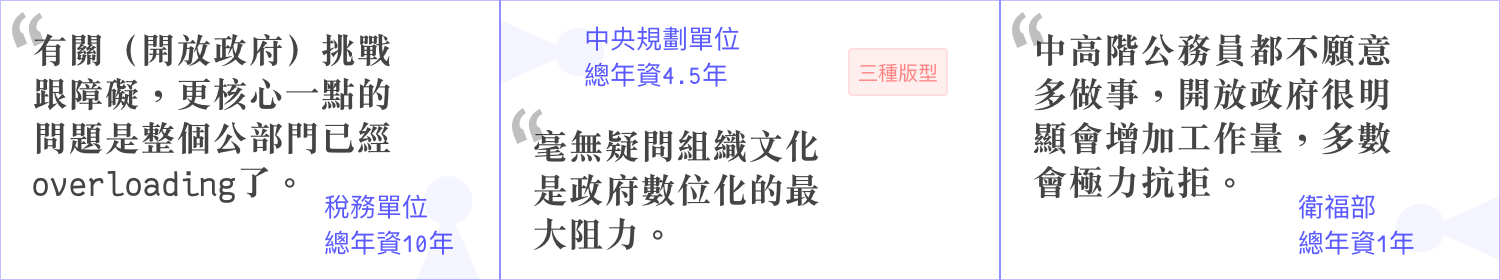 “
有關（開放政府）挑戰
跟障礙，更核心一點的
問題是整個公部門已經
overloading了。
稅務單位
總年資10年
中央規劃單位
總年資4.5年
三種版型
“
毫無疑問組織文化
是政府數位化的最
大阻力。
“
中高階公務員都不願意
多做事，開放政府很明
顯會增加工作量，多數
會極力抗拒。
衛福部
總年資1年